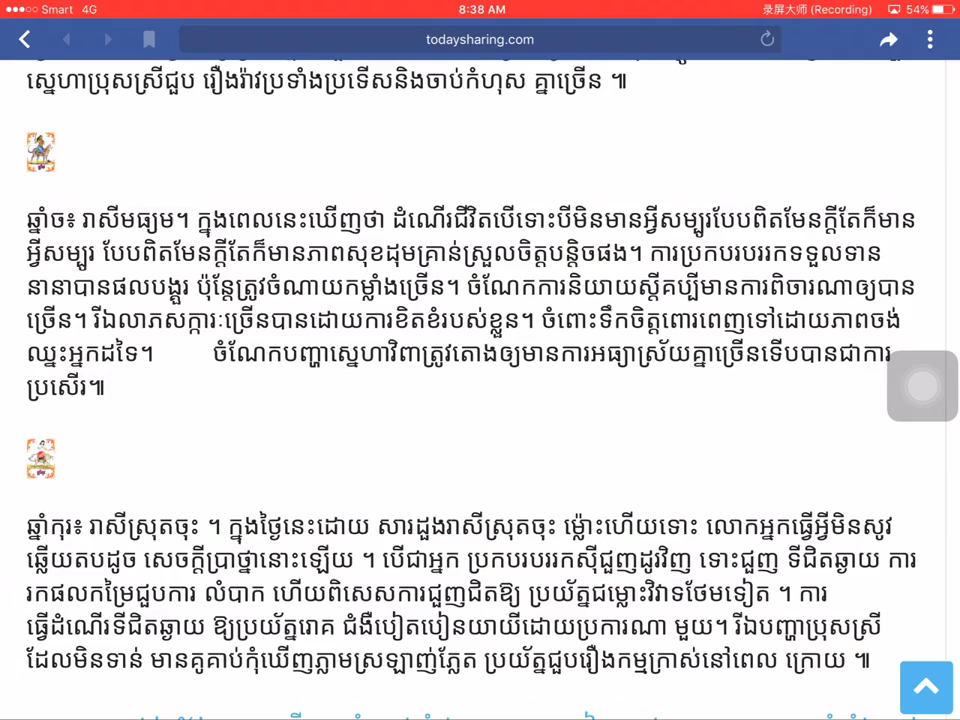 Smart 4G 8:38 AM 录屏大师 (Recording) 54%
todaysharing.com
ស្នេហាប្រុសស្រីជួប រឿងរ៉ាវប្រទាំងប្រទើសនិងចាប់កំហុស គ្នាច្រើន ៕
ឆ្នាំច៖ រាសីមធ្យម។ ក្នុងពេលនេះឃើញថា ដំណើរជីវិតបើទោះបីមិនមានអ្វីសម្បូរបែបពិតមែនក្តីតែក៏មាន
អ្វីសម្បូរ បែបពិតមែនក្តីតែក៏មានភាពសុខដុមគ្រាន់ស្រួលចិត្តបន្តិចផង។ ការប្រកបរបររកទទួលទាន
នានាបានផលបង្គួរ ប៉ុន្តែត្រូវចំណាយកម្លាំងច្រើន។ ចំណែកការនិយាយស្តីគប្បីមានការពិចារណាឲ្យបាន
ច្រើន។ រីឯលាភសក្ការៈច្រើនបានដោយការខិតខំរបស់ខ្លួន។ ចំពោះទឹកចិត្តពោរពេញទៅដោយភាពចង់
ឈ្នះអ្នកដទៃ។ ចំណែកបញ្ហាស្នេហាវិពាត្រូវតោងឲ្យមានការអធ្យាស្រ័យគ្នាច្រើនទើបបានជាការ
ប្រសើរ៕
ឆ្នាំកុរ៖ រាសីស្រុតចុះ ។ ក្នុងថ្ងៃនេះដោយ សារដួងរាសីស្រុតចុះ ម្ល៉ោះហើយទោះ លោកអ្នកធ្វើអ្វីមិនសូវ
ឆ្លើយតបដូច សេចក្តីប្រាថ្នានោះឡើយ ។ បើជាអ្នក ប្រកបរបររកស៊ីជួញដូរវិញ ទោះជួញ ទីជិតឆ្ងាយ ការ
រកផលកម្រៃជួបការ លំបាក ហើយពិសេសការជួញជិតឱ្យ ប្រយ័ត្នជម្លោះវិវាទថែមទៀត ។ ការ
ធ្វើដំណើរទីជិតឆ្ងាយ ឱ្យប្រយ័ត្នរោគ ជំងឺបៀតបៀនយាយីដោយប្រការណា មួយ។ រីឯបញ្ហាប្រុសស្រី
ដែលមិនទាន់ មានគូគាប់កុំឃើញភ្លាមស្រឡាញ់ភ្លែត ប្រយ័ត្នជួបរឿងកម្មក្រាស់នៅពេល ក្រោយ ៕